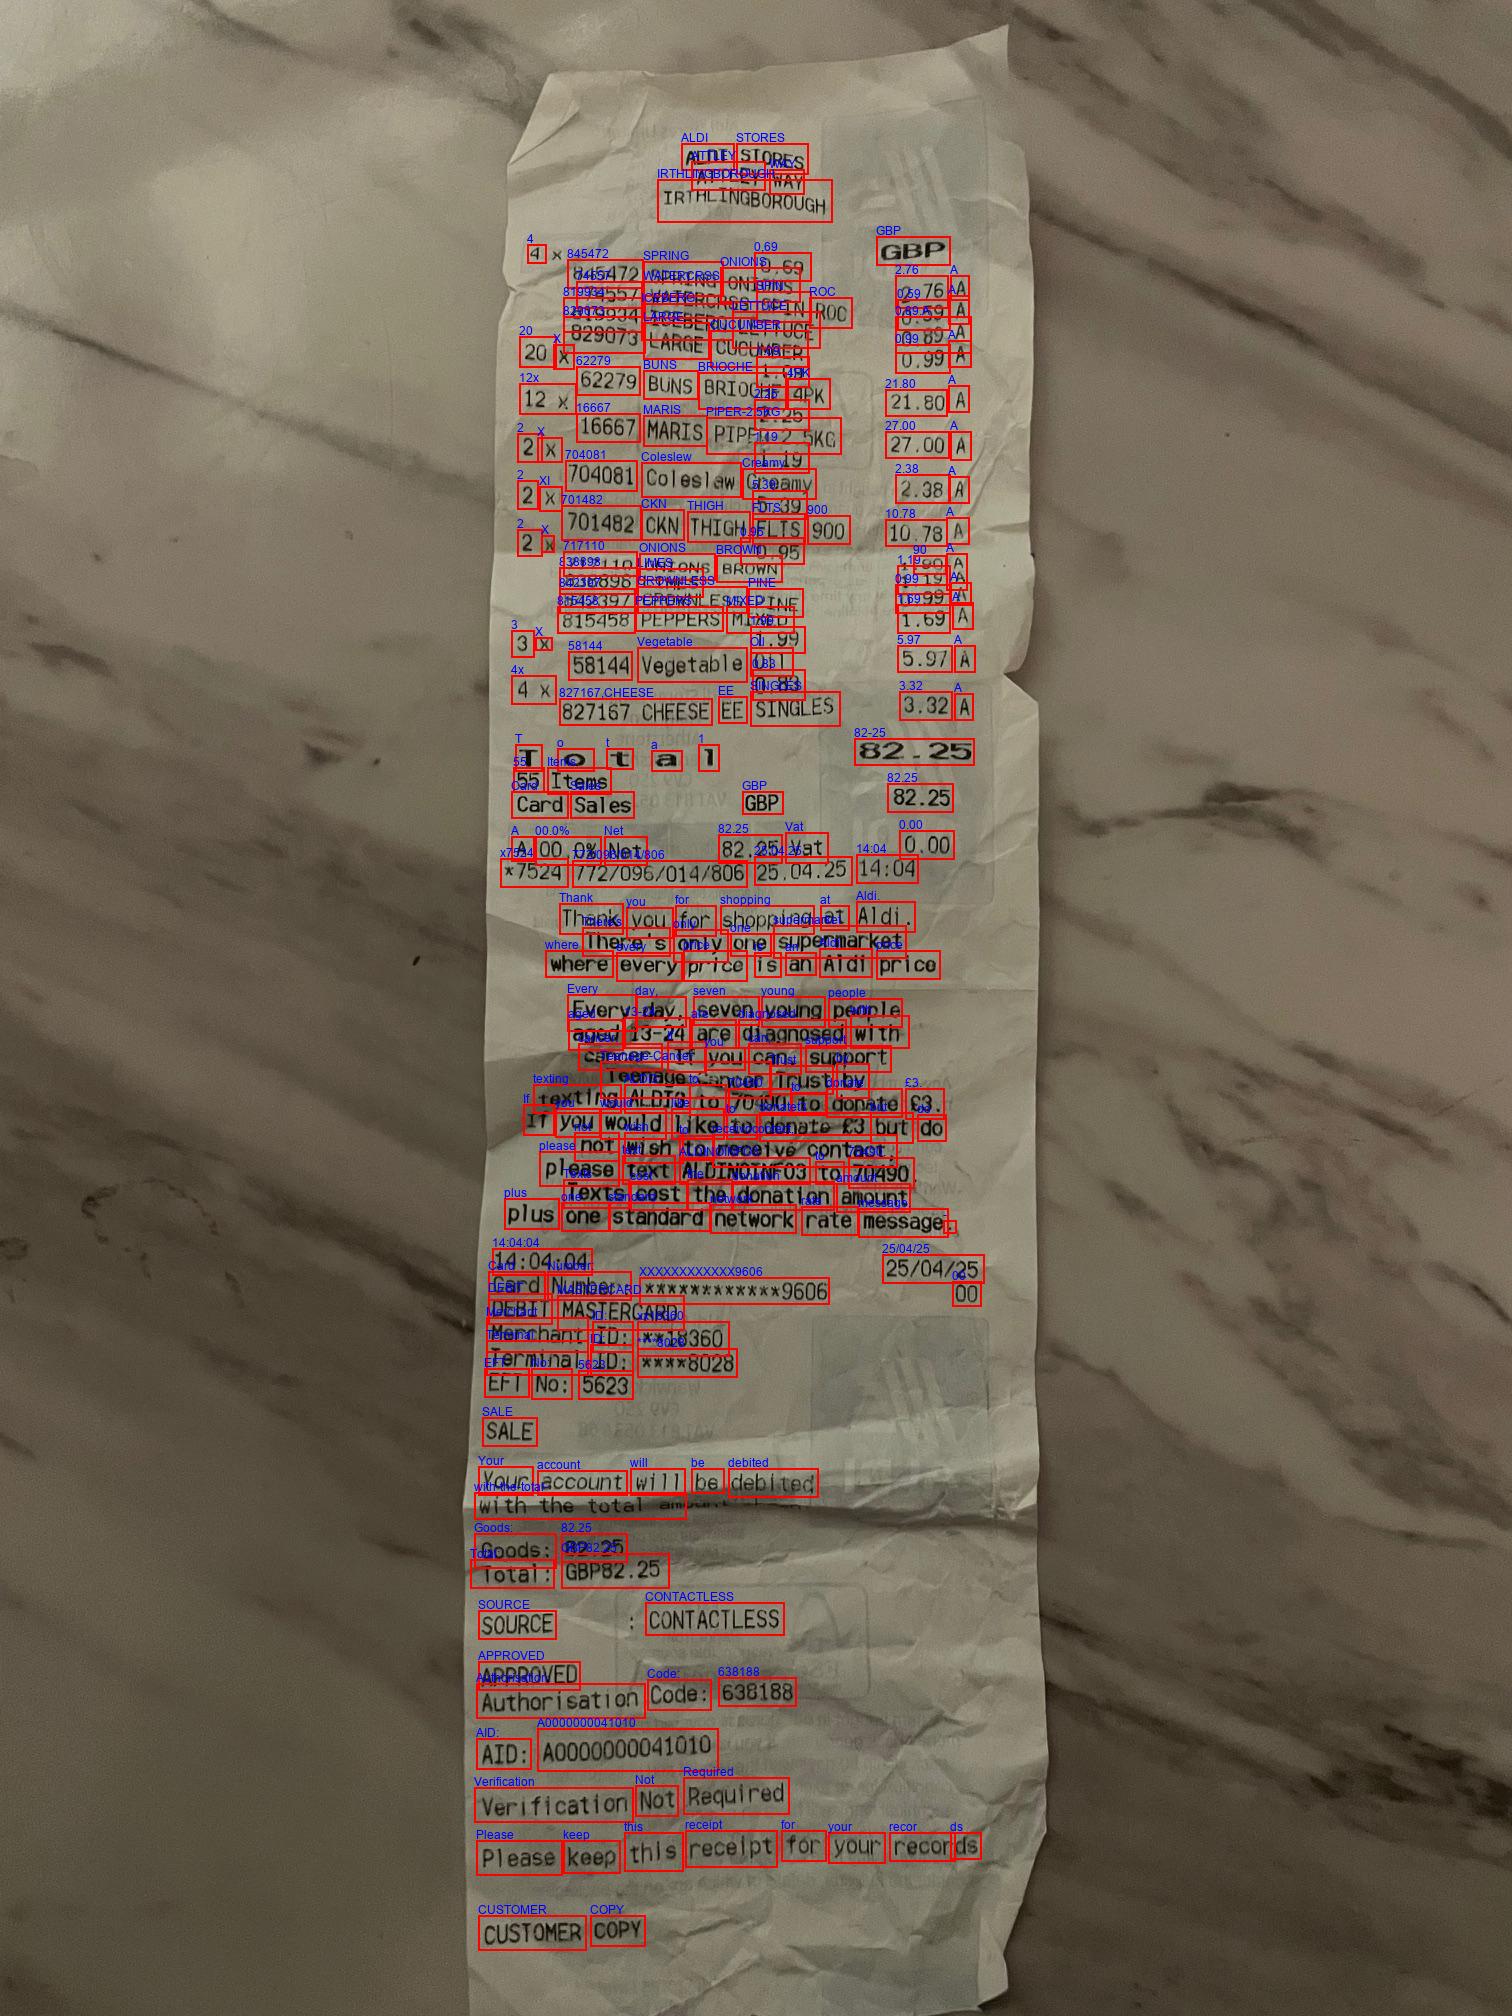 ALDI STORES
ATTLEY WAY
IRTHLINGBOROUGH
GBP
4 x 0.69
845472 SPRING ONIONS 2.76 A
74557 WATERCRSS SPIN ROC 0.59 A
819934 ICEBERG LETTUCE 0.89 A
829073 LARGE CUCUMBER 0.99 A
20 x 1.09
62279 BUNS BRIOCHE 4PK 21.80 A
12 x 2.25
16667 MARIS PIPER-2.5KG 27.00 A
2 x 1.19
704081 Coleslaw Creamy 2.38 A
2 x 5.39
701482 CKN THIGH FLTS 900 10.78 A
2 x 0.95
717110 ONIONS BROWN 1.90 A
838898 LIMES 1.19 A
842397 CROWNLESS PINE 0.99 A
815458 PEPPERS MIXED 1.69 A
3 x 1.99
58144 Vegetable Oil 5.97 A
4 x 0.83
827167 CHEESE EE SINGLES 3.32 A
Total 82.25
55 Items
Card Sales GBP 82.25
A 00.0% Net 82.25 Vat 0.00
*7524 772/096/014/806 25.04.25 14:04
Thank you for shopping at Aldi.
There's only one supermarket
where every price is an Aldi price
Every day, seven young people
aged 13-24 are diagnosed with
cancer. If you can, support
Teenage Cancer Trust by
texting ALDIG to 70490 to donate £3.
If you would like to donate £3 but do
not wish to receive contact,
please text ALDINOINFO3 to 70490.
Texts cost the donation amount
plus one standard network rate message.
14:04:04 25/04/25
Card Number: ************9606 00
DEBIT MASTERCARD
Merchant ID: **18360
Terminal ID: ****8028
EFT No: 5623
SALE
Your account will be debited
with the total amount
Goods: 82.25
Total: GBP82.25
SOURCE : CONTACTLESS
APPROVED
Authorisation Code: 638188
AID: A0000000041010
Verification Not Required
Please keep this receipt for your records
CUSTOMER COPY